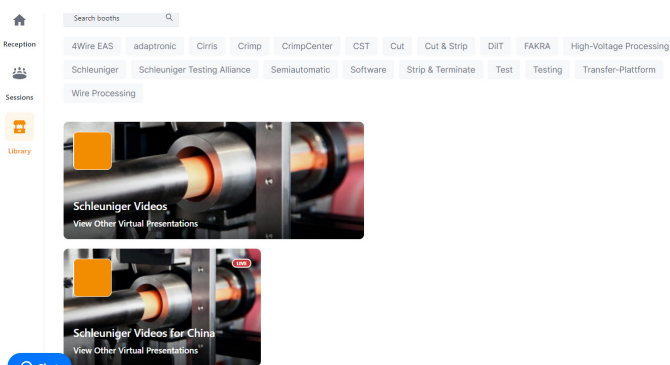 Search booths
Reception
4Wire EAS adaptronic Cirris Crimp CrimpCenter CST Cut Cut & Strip DiIT FAKRA High-Voltage Processing
Schleuniger Schleuniger Testing Alliance Semiautomatic Software Strip & Terminate Test Testing Transfer-Plattform
Sessions
Wire Processing
Library
Schleuniger Videos
View Other Virtual Presentations
LIVE
Schleuniger Videos for China
View Other Virtual Presentations